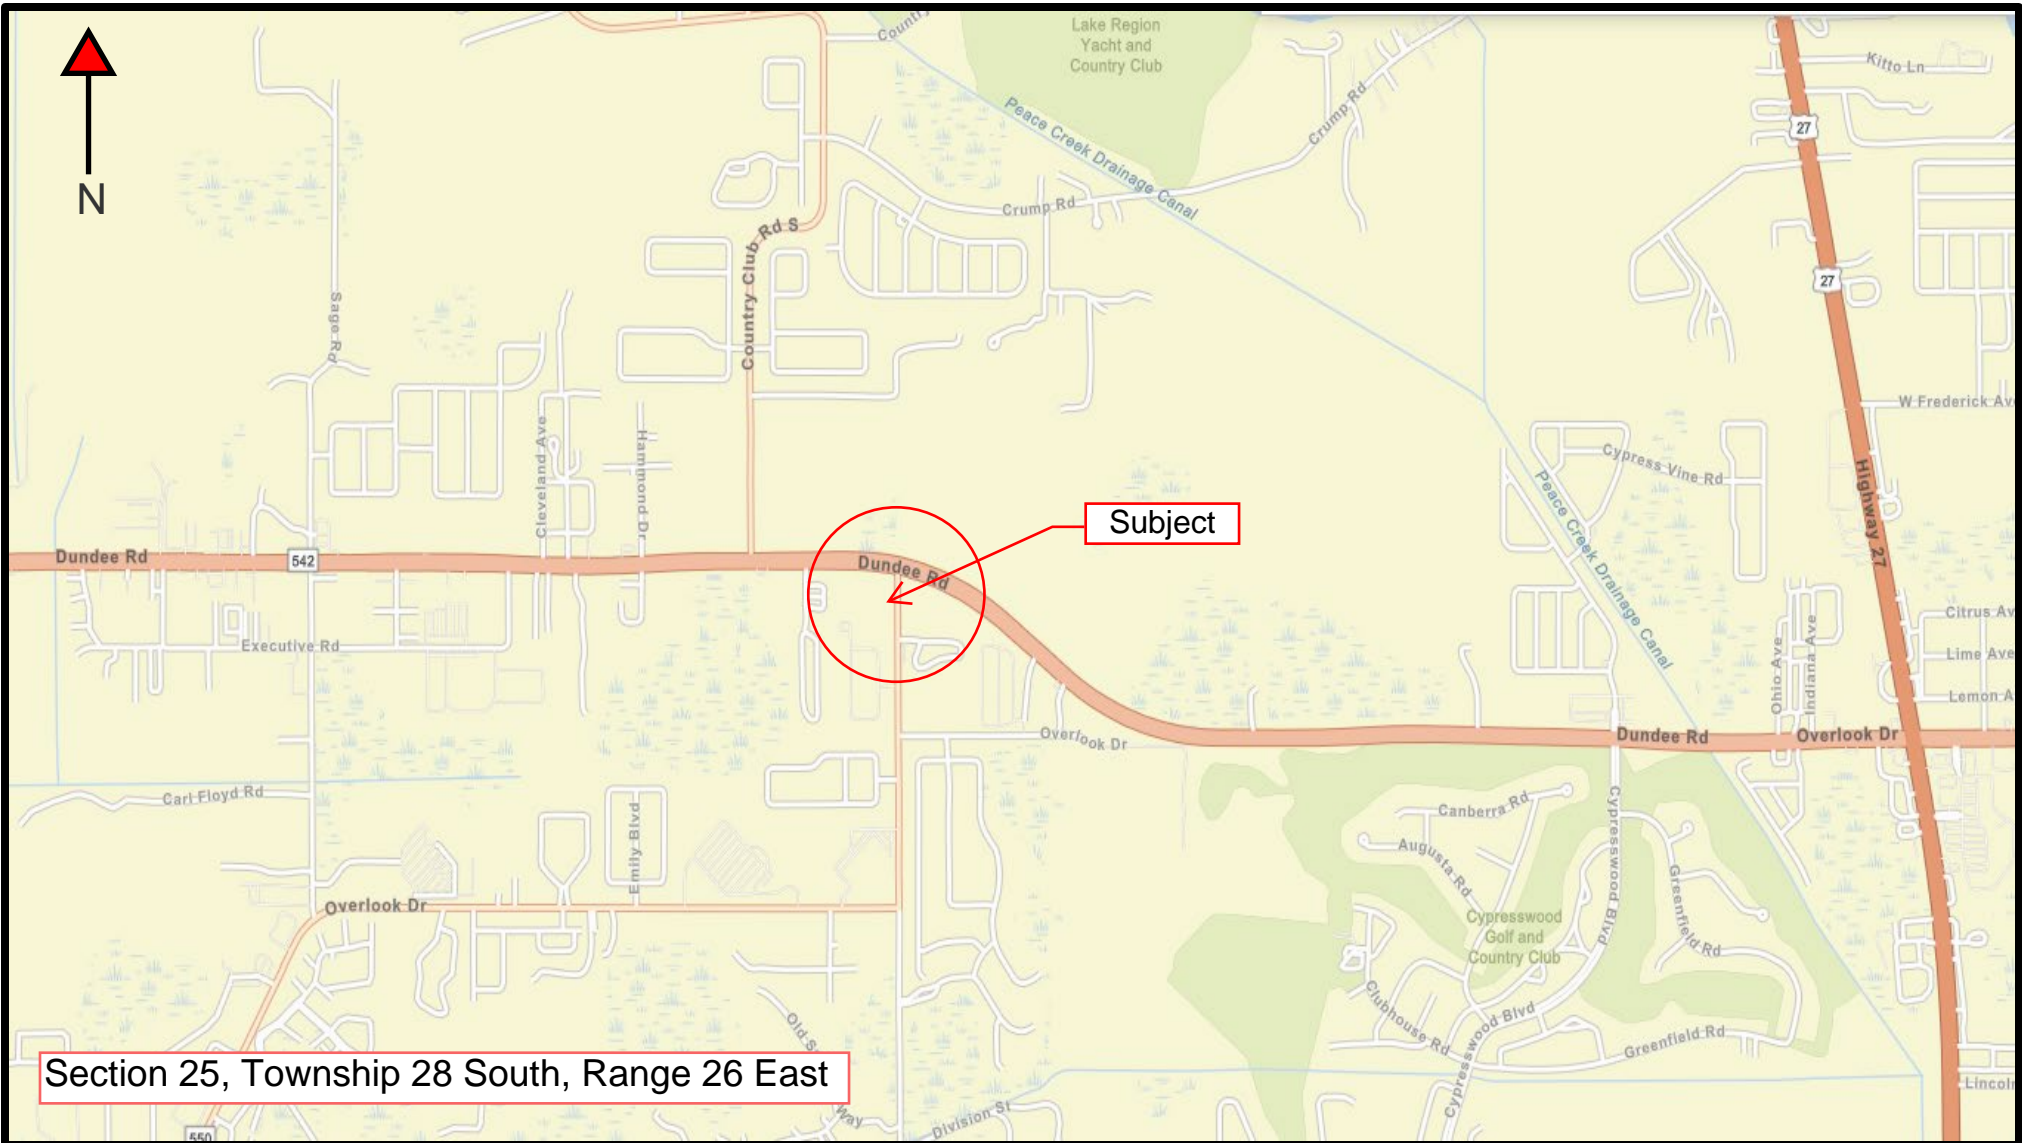 Lake Region
Yacht and
Country Club
Kitto Ln
N
27
Crump Rd
Peace Creek Drainage Canal
Crump Rd
Country Club Rd S
27
Sage Rd
W Frederick Av
Cleveland Ave
Hammond Dr
Cypress Vine Rd
Highway 27
Peace Creek Drainage Canal
Subject
Dundee Rd
542
Dundee Rd
Citrus Av
Executive Rd
Ohio Ave
Indiana Ave
Lime Ave
Lemon A
Overlook Dr
Dundee Rd
Overlook Dr
Carl Floyd Rd
Emily Blvd
Canberra Rd
Cypresswood Blvd
Augusta Rd
Greenfield Rd
Overlook Dr
Cypresswood
Golf and
Country Club
Clubhouse Rd
Cypresswood Blvd
Greenfield Rd
Section 25, Township 28 South, Range 26 East
Way
Division St
Lincoln
550